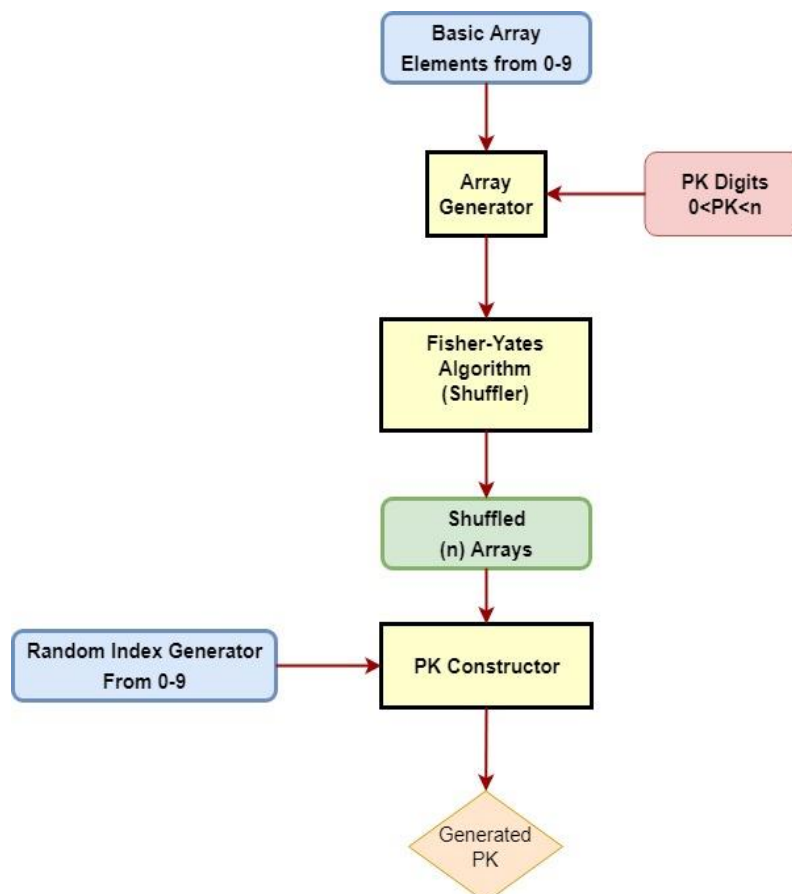 Basic Array
Elements from 0-9
Array
Generator
PK Digits
0<PK<n
Fisher-Yates
Algorithm
(Shuffler)
Shuffled
(n) Arrays
Random Index Generator
From 0-9
PK Constructor
Generated
PK